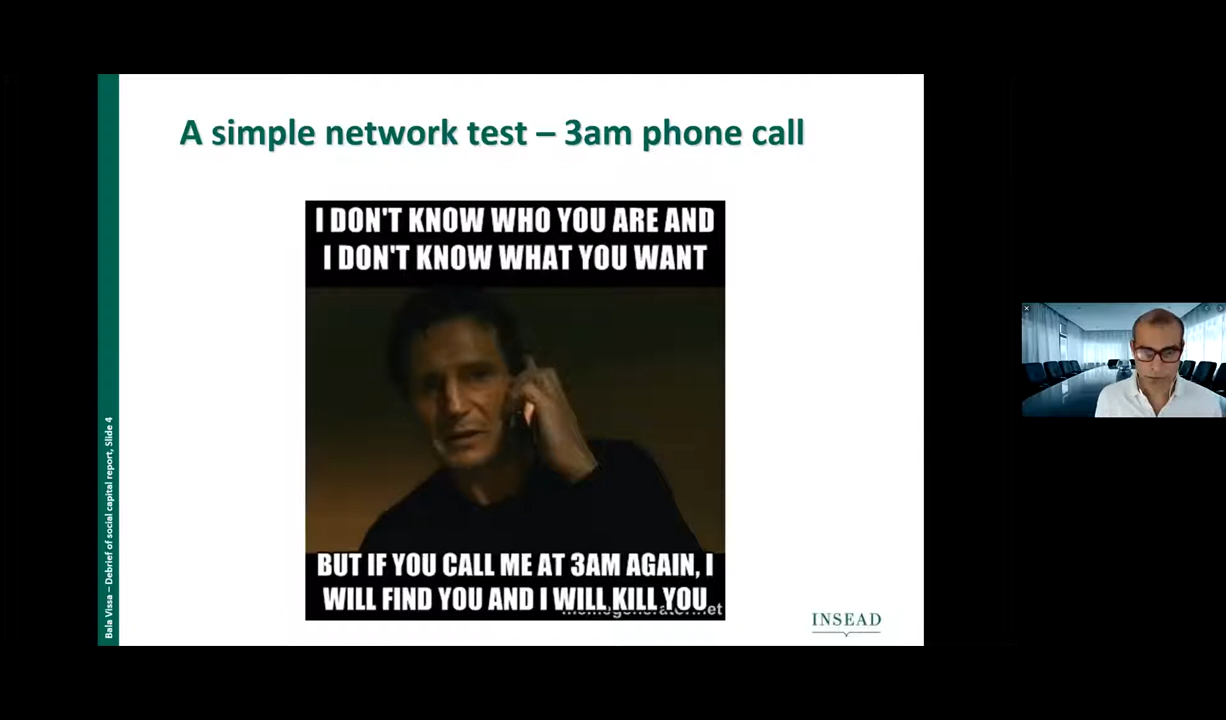 A simple network test – 3am phone call
I DON'T KNOW WHO YOU ARE AND
I DON'T KNOW WHAT YOU WANT
BUT IF YOU CALL ME AT 3AM AGAIN, I
WILL FIND YOU AND I WILL KILL YOU
memegenerator.net
Bala Vissa – Debrief of social capital report, Slide 4
INSEAD